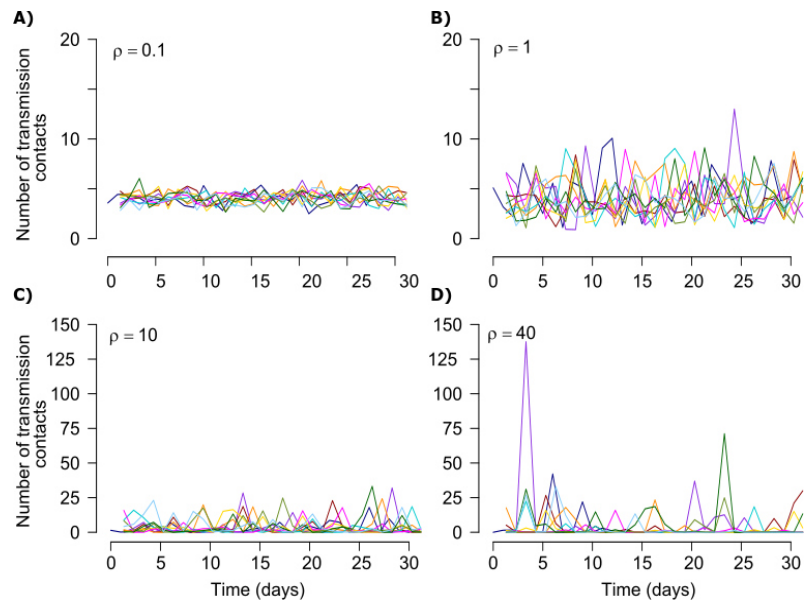 A)
B)
ρ = 0.1
ρ = 1
20
10
0
20
10
0
Number of transmission
contacts
0 5 10 15 20 25 30
0 5 10 15 20 25 30
C)
D)
ρ = 10
ρ = 40
150
125
100
75
50
25
0
150
125
100
75
50
25
0
Number of transmission
contacts
0 5 10 15 20 25 30
0 5 10 15 20 25 30
Time (days)
Time (days)